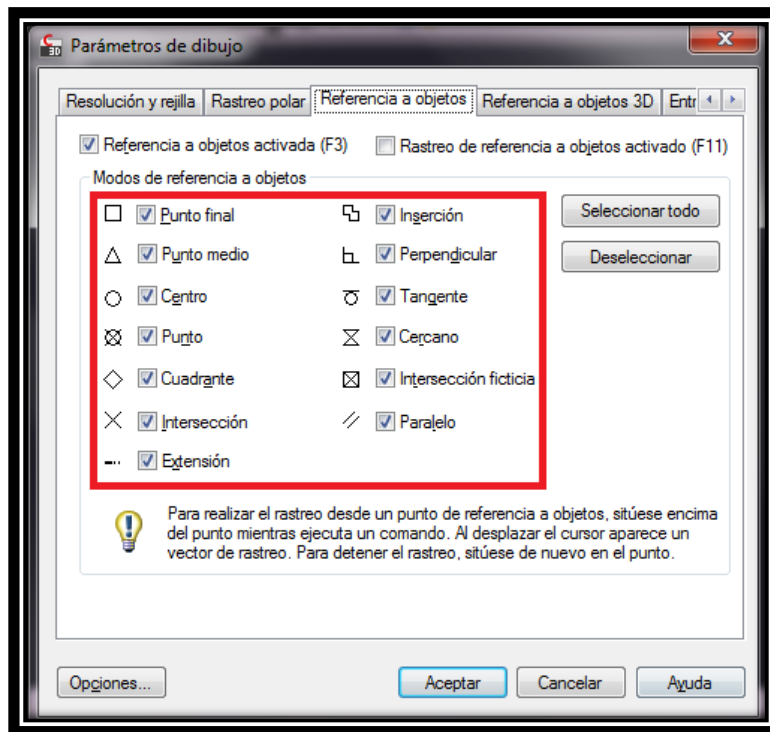 3D
Parámetros de dibujo
Resolución y rejilla Rastreo polar Referencia a objetos Referencia a objetos 3D Entr
Referencia a objetos activada (F3) Rastreo de referencia a objetos activado (F11)
Modos de referencia a objetos
Punto final Inserción Seleccionar todo
Punto medio Perpendicular Deseleccionar
Centro Tangente
Punto Cercano
Cuadrante Intersección ficticia
Intersección Paralelo
Extensión
Para realizar el rastreo desde un punto de referencia a objetos, sitúese encima
del punto mientras ejecuta un comando. Al desplazar el cursor aparece un
vector de rastreo. Para detener el rastreo, sitúese de nuevo en el punto.
Opciones... Aceptar Cancelar Ayuda